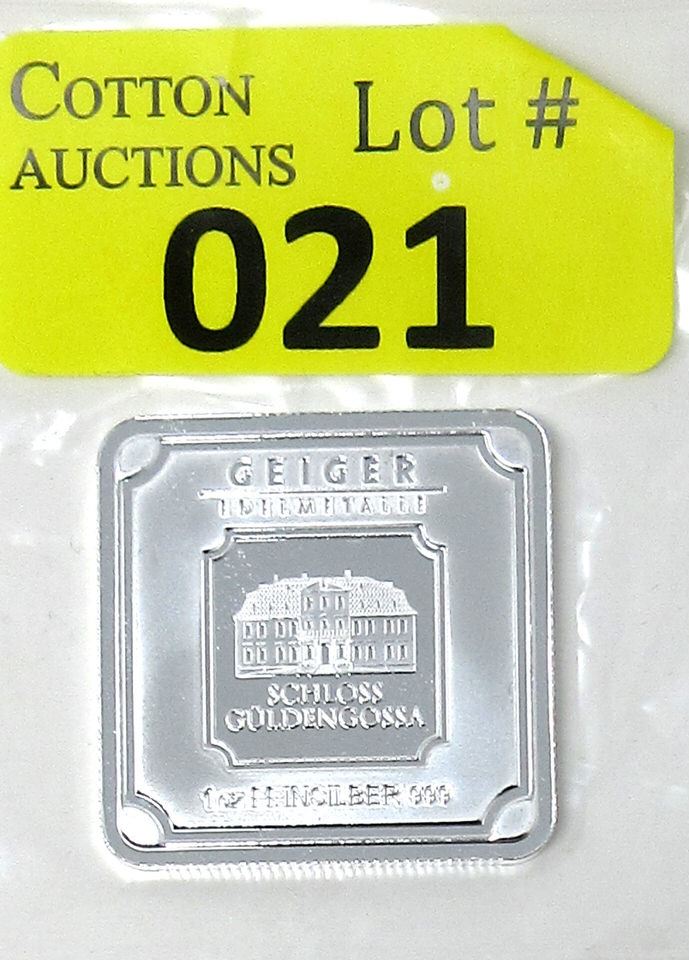 COTTON
AUCTIONS
Lot #
021
GEIGER
EDELMETALLE
SCHLOSS
GÜLDENGOSSA
1 oz FEINSILBER 999